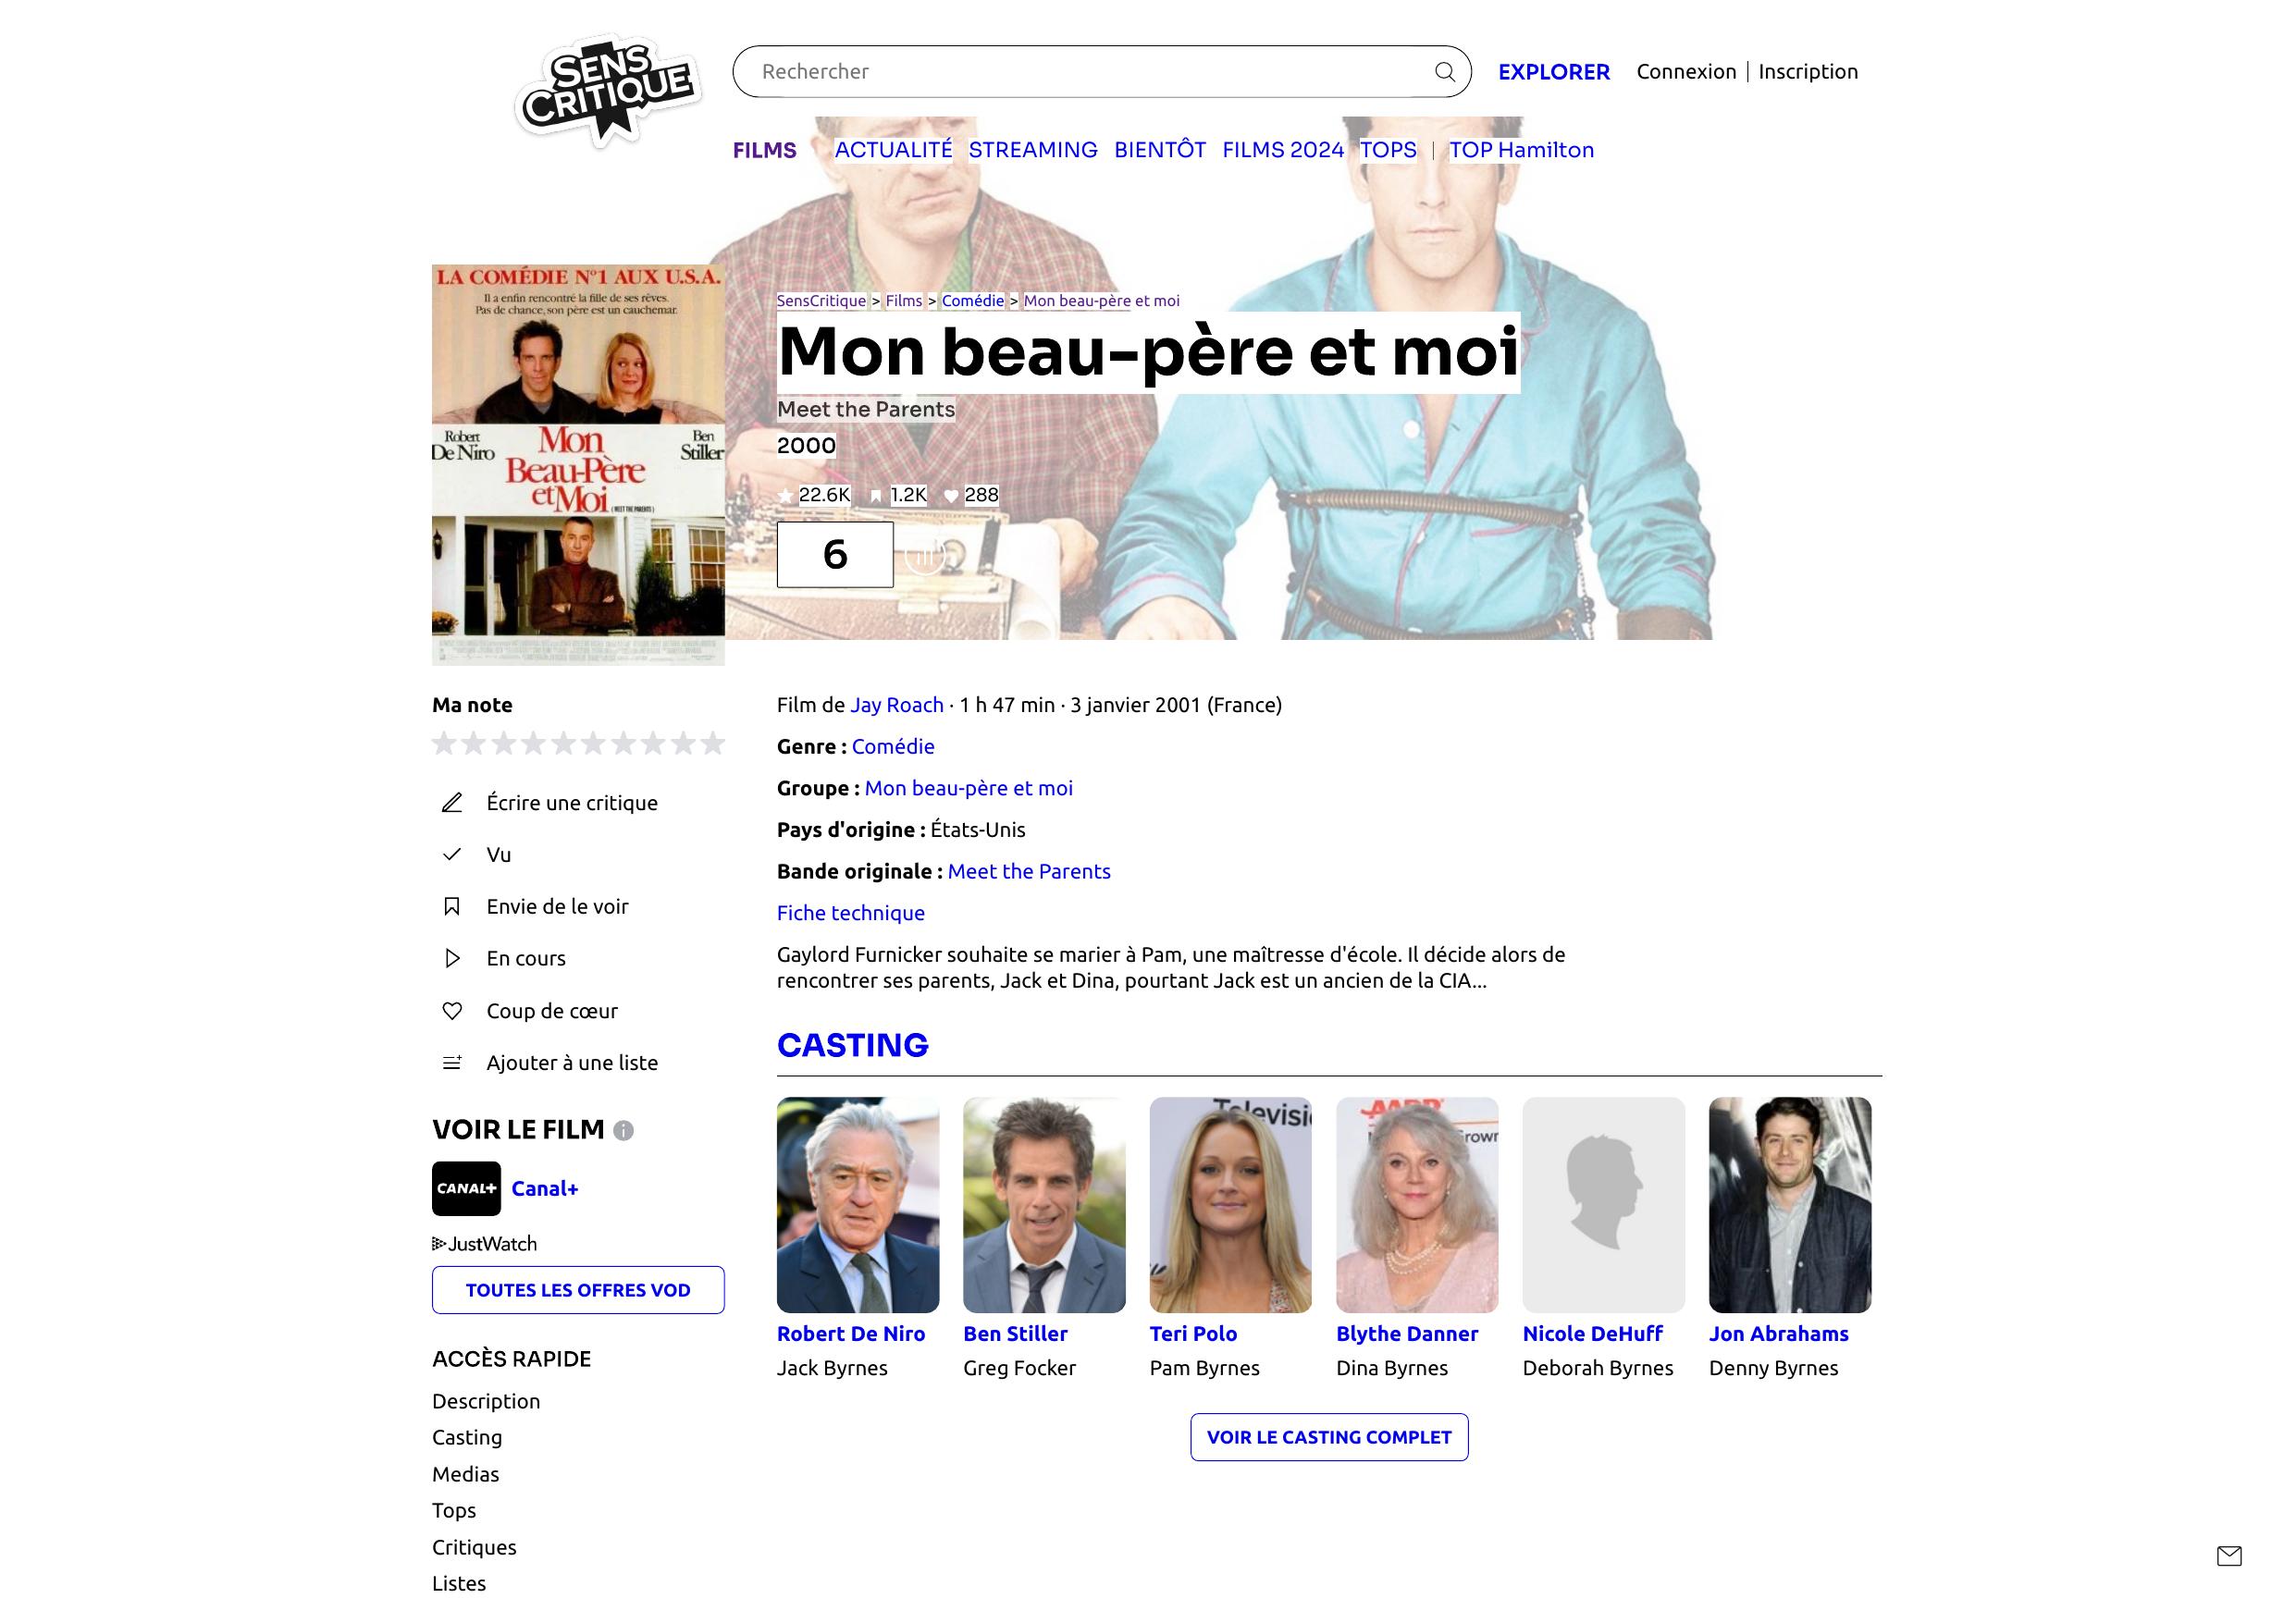 SENS
CRITIQUE
Rechercher
EXPLORER
Connexion | Inscription
FILMS
ACTUALITÉ STREAMING BIENTÔT FILMS 2024 TOPS | TOP Hamilton
LA COMÉDIE N°1 AUX U.S.A.
Il a enfin rencontré la fille de ses rêves.
Pas de chance, son père est un cauchemar.
Robert
De Niro
Mon
Beau-Père
et Moi
(MEET THE PARENTS)
Ben
Stiller
SensCritique > Films > Comédie > Mon beau-père et moi
Mon beau-père et moi
Meet the Parents
2000
22.6K 1.2K 288
6
Ma note
Écrire une critique
Vu
Envie de le voir
En cours
Coup de cœur
Ajouter à une liste
VOIR LE FILM
CANAL+ Canal+
JustWatch
TOUTES LES OFFRES VOD
ACCÈS RAPIDE
Description
Casting
Medias
Tops
Critiques
Listes
Film de Jay Roach · 1 h 47 min · 3 janvier 2001 (France)
Genre : Comédie
Groupe : Mon beau-père et moi
Pays d'origine : États-Unis
Bande originale : Meet the Parents
Fiche technique
Gaylord Furnicker souhaite se marier à Pam, une maîtresse d'école. Il décide alors de
rencontrer ses parents, Jack et Dina, pourtant Jack est un ancien de la CIA...
CASTING
AARP
Robert De Niro
Jack Byrnes
Ben Stiller
Greg Focker
Teri Polo
Pam Byrnes
Blythe Danner
Dina Byrnes
Nicole DeHuff
Deborah Byrnes
Jon Abrahams
Denny Byrnes
VOIR LE CASTING COMPLET